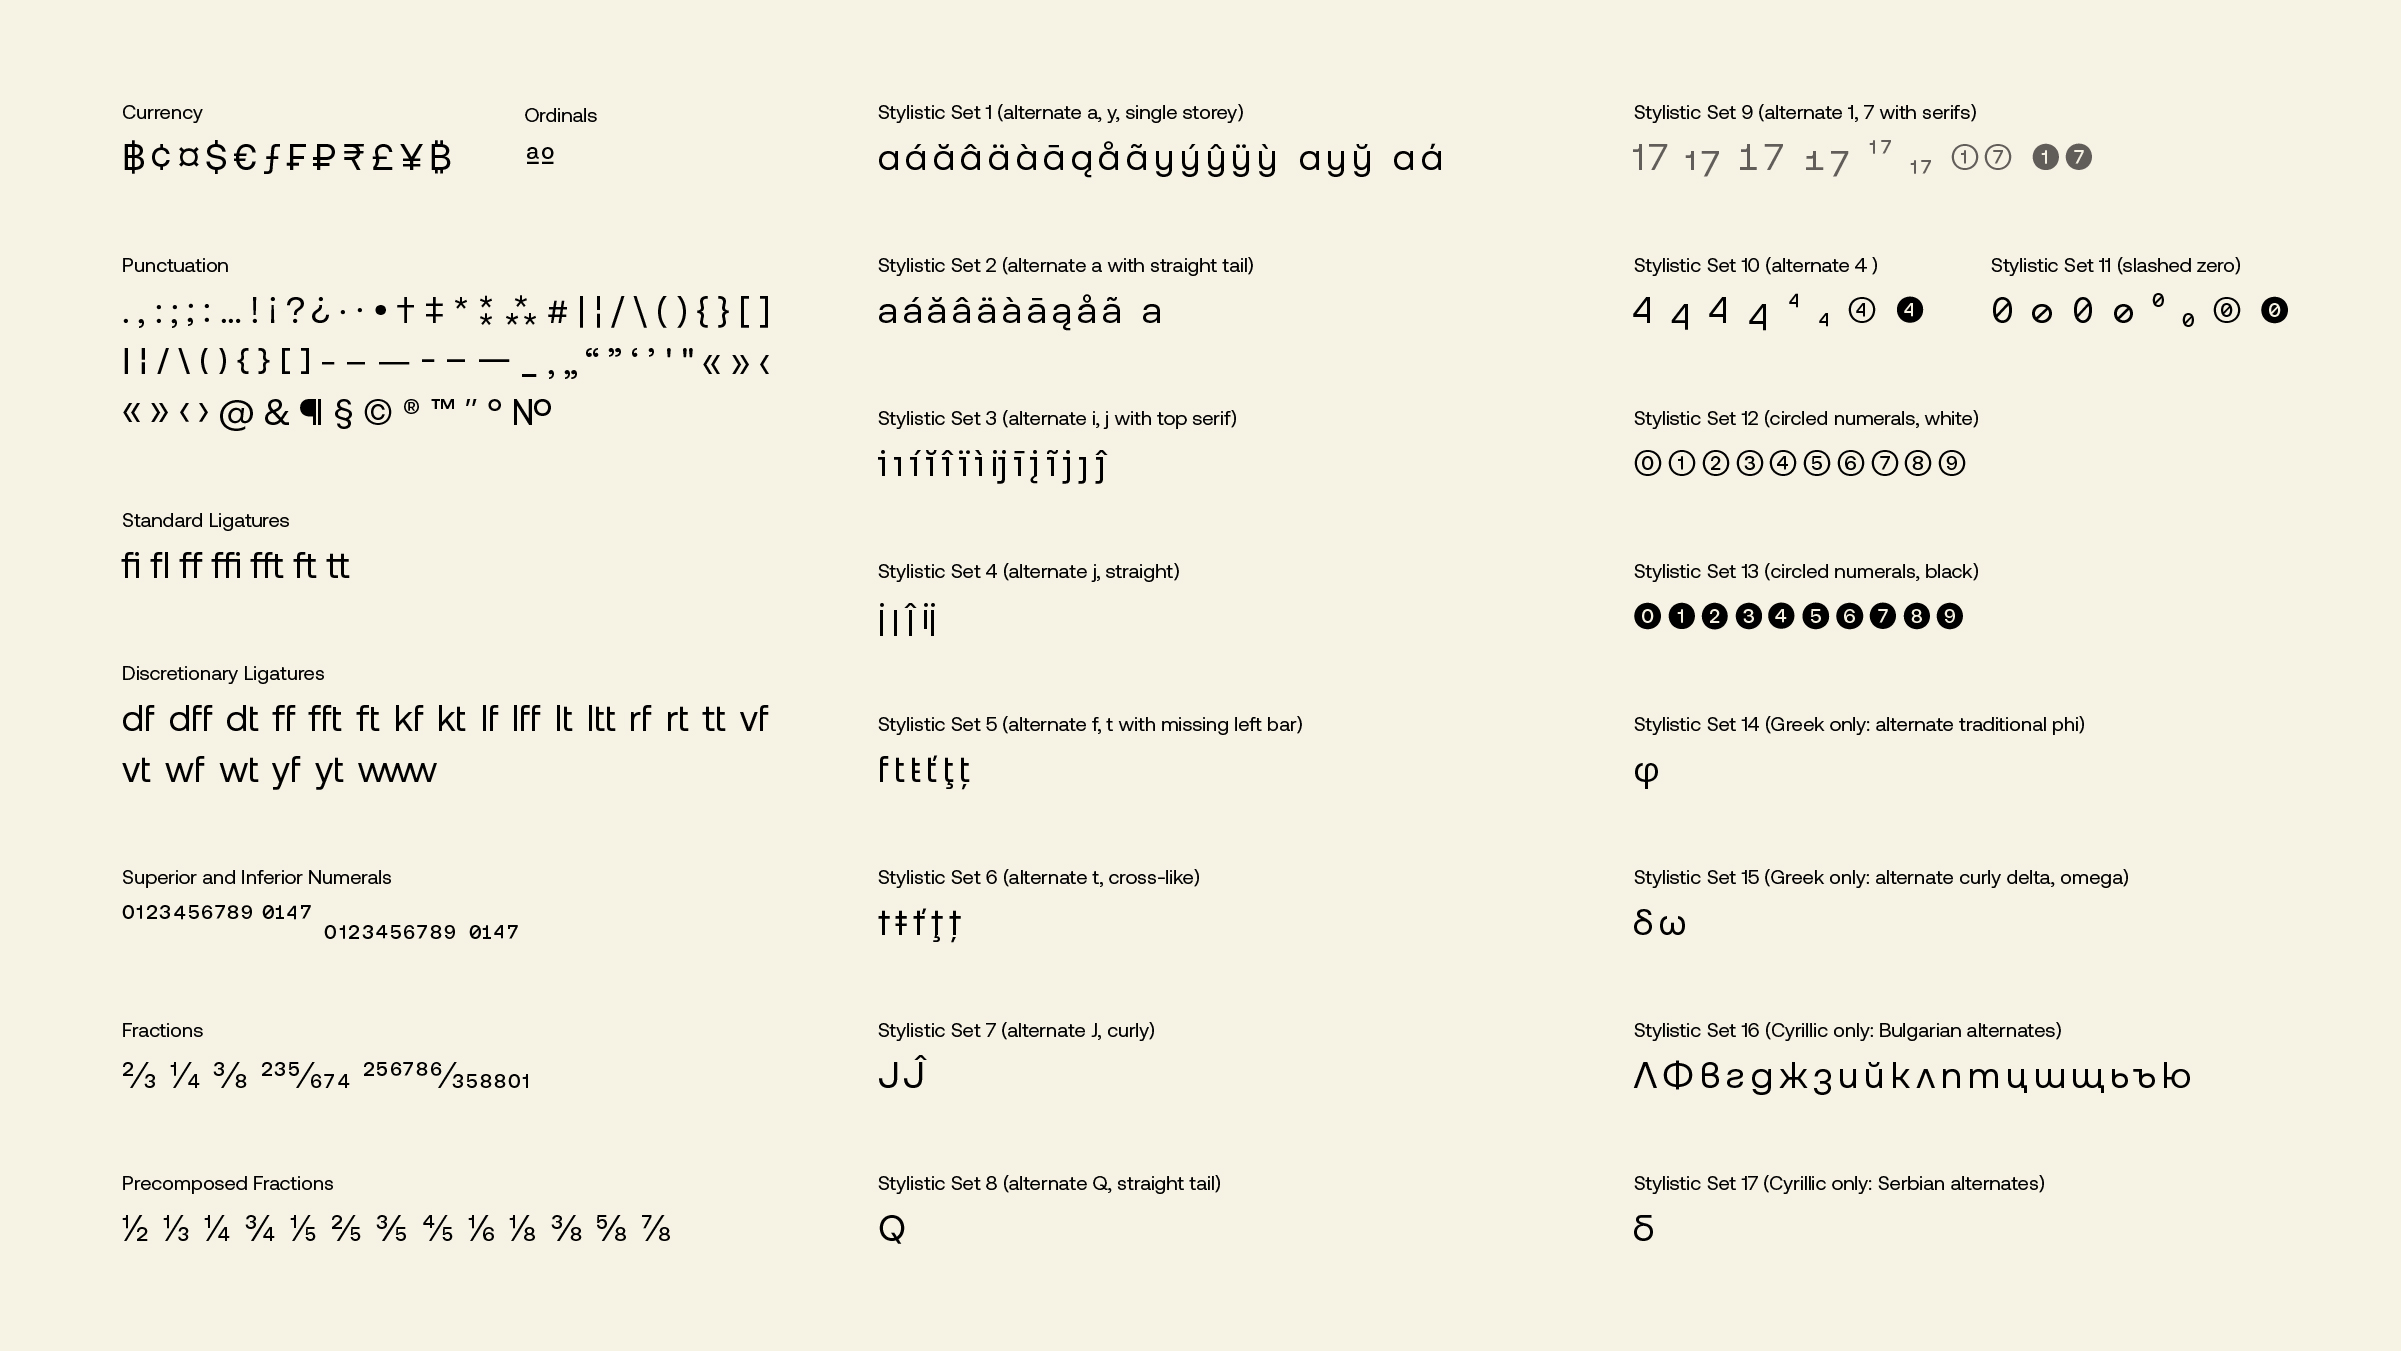 Currency
฿¢¤$€ƒ₣₽₹£¥₿
Ordinals
ªº
Punctuation
.,:;;:…!¡?¿··•†‡*⁑⁂#|¦/\(){}[]
|¦/\(){}[]-–—-–—_‚„“”‘’'"«»‹
«»‹›@&¶§©®™″°№
Standard Ligatures
fi fl ff ffi fft ft tt
Discretionary Ligatures
df dff dt ff fft ft kf kt lf lff lt ltt rf rt tt vf
vt wf wt yf yt www
Superior and Inferior Numerals
⁰¹²³⁴⁵⁶⁷⁸⁹ ⁰¹⁴⁷ ₀₁₂₃₄₅₆₇₈₉ ₀₁₄₇
Fractions
2⁄3 1⁄4 3⁄8 235⁄674 256786⁄358801
Precomposed Fractions
½ ⅓ ¼ ¾ ⅕ ⅖ ⅗ ⅘ ⅙ ⅛ ⅜ ⅝ ⅞
Stylistic Set 1 (alternate a, y, single storey)
aáăâäàāąåãyýŷÿỳ ауў aá
Stylistic Set 2 (alternate a with straight tail)
aáăâäàāąåã a
Stylistic Set 3 (alternate i, j with top serif)
iıíĭîïìijīįĩjȷĵ
Stylistic Set 4 (alternate j, straight)
jȷĵij
Stylistic Set 5 (alternate f, t with missing left bar)
ftŧťţț
Stylistic Set 6 (alternate t, cross-like)
tŧťţț
Stylistic Set 7 (alternate J, curly)
JĴ
Stylistic Set 8 (alternate Q, straight tail)
Q
Stylistic Set 9 (alternate 1, 7 with serifs)
17 17 17 17 ¹⁷ ₁₇ ①⑦ ❶❼
Stylistic Set 10 (alternate 4 )
4 4 4 4 ⁴ ₄ ④ ❹
Stylistic Set 11 (slashed zero)
0 0 0 0 ⁰ ₀ ⓪ ⓿
Stylistic Set 12 (circled numerals, white)
⓪①②③④⑤⑥⑦⑧⑨
Stylistic Set 13 (circled numerals, black)
⓿❶❷❸❹❺❻❼❽❾
Stylistic Set 14 (Greek only: alternate traditional phi)
φ
Stylistic Set 15 (Greek only: alternate curly delta, omega)
δω
Stylistic Set 16 (Cyrillic only: Bulgarian alternates)
ЛФвгджзийклптцшщьъю
Stylistic Set 17 (Cyrillic only: Serbian alternates)
б